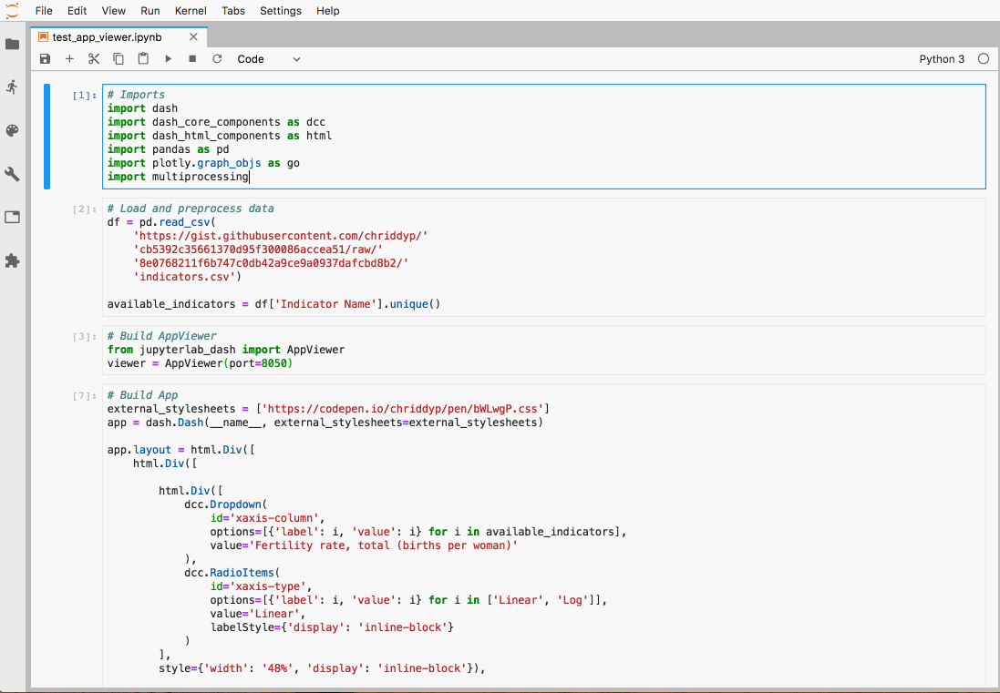 File Edit View Run Kernel Tabs Settings Help
test_app_viewer.ipynb
Code
Python 3
[1]:
# Imports
import dash
import dash_core_components as dcc
import dash_html_components as html
import pandas as pd
import plotly.graph_objs as go
import multiprocessing
[2]:
# Load and preprocess data
df = pd.read_csv(
    'https://gist.githubusercontent.com/chriddyp/'
    'cb5392c35661370d95f300086accea51/raw/'
    '8e0768211f6b747c0db42a9ce9a0937dafcbd8b2/'
    'indicators.csv')
available_indicators = df['Indicator Name'].unique()
[3]:
# Build AppViewer
from jupyterlab_dash import AppViewer
viewer = AppViewer(port=8050)
[7]:
# Build App
external_stylesheets = ['https://codepen.io/chriddyp/pen/bWLwgP.css']
app = dash.Dash(__name__, external_stylesheets=external_stylesheets)
app.layout = html.Div([
    html.Div([
        html.Div([
            dcc.Dropdown(
                id='xaxis-column',
                options=[{'label': i, 'value': i} for i in available_indicators],
                value='Fertility rate, total (births per woman)'
            ),
            dcc.RadioItems(
                id='xaxis-type',
                options=[{'label': i, 'value': i} for i in ['Linear', 'Log']],
                value='Linear',
                labelStyle={'display': 'inline-block'}
            )
        ],
        style={'width': '48%', 'display': 'inline-block'}),